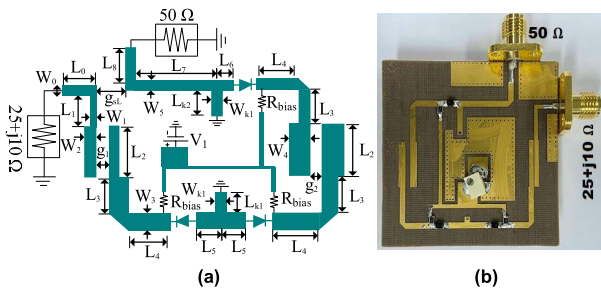 50 Ω
L8
L7
L6
L4
W0
L0
gsL
W5
Lk2
Wk1
Rbias
L3
L1
W1
W2
g1
L2
V1
W4
g2
L2
25+j10 Ω
L3
W3
Rbias
Wk1
Lk1
Rbias
L3
L4
L5
L5
L4
(a)
50 Ω
25+j10 Ω
(b)